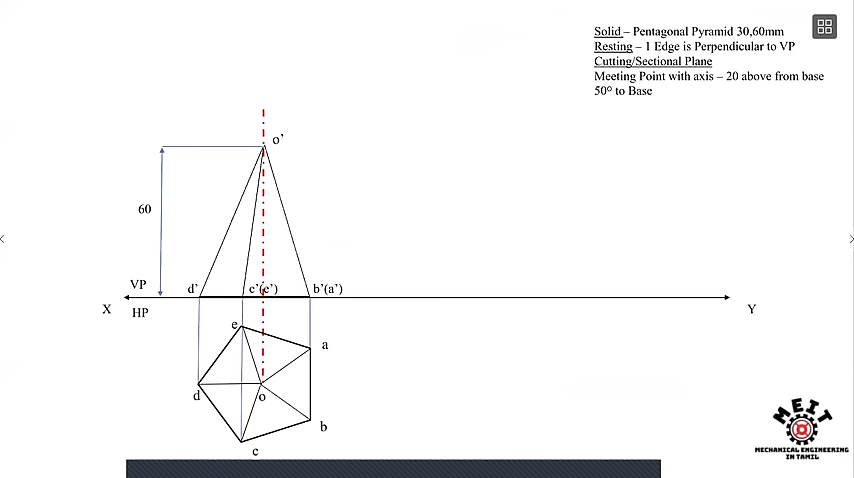 Solid – Pentagonal Pyramid 30,60mm
Resting – 1 Edge is Perpendicular to VP
Cutting/Sectional Plane
Meeting Point with axis – 20 above from base
50° to Base
o'
60
VP
d'
c'(e')
b'(a')
X
HP
Y
e
a
d
o
b
c
MEIT
MECHANICAL ENGINEERING
IN TAMIL